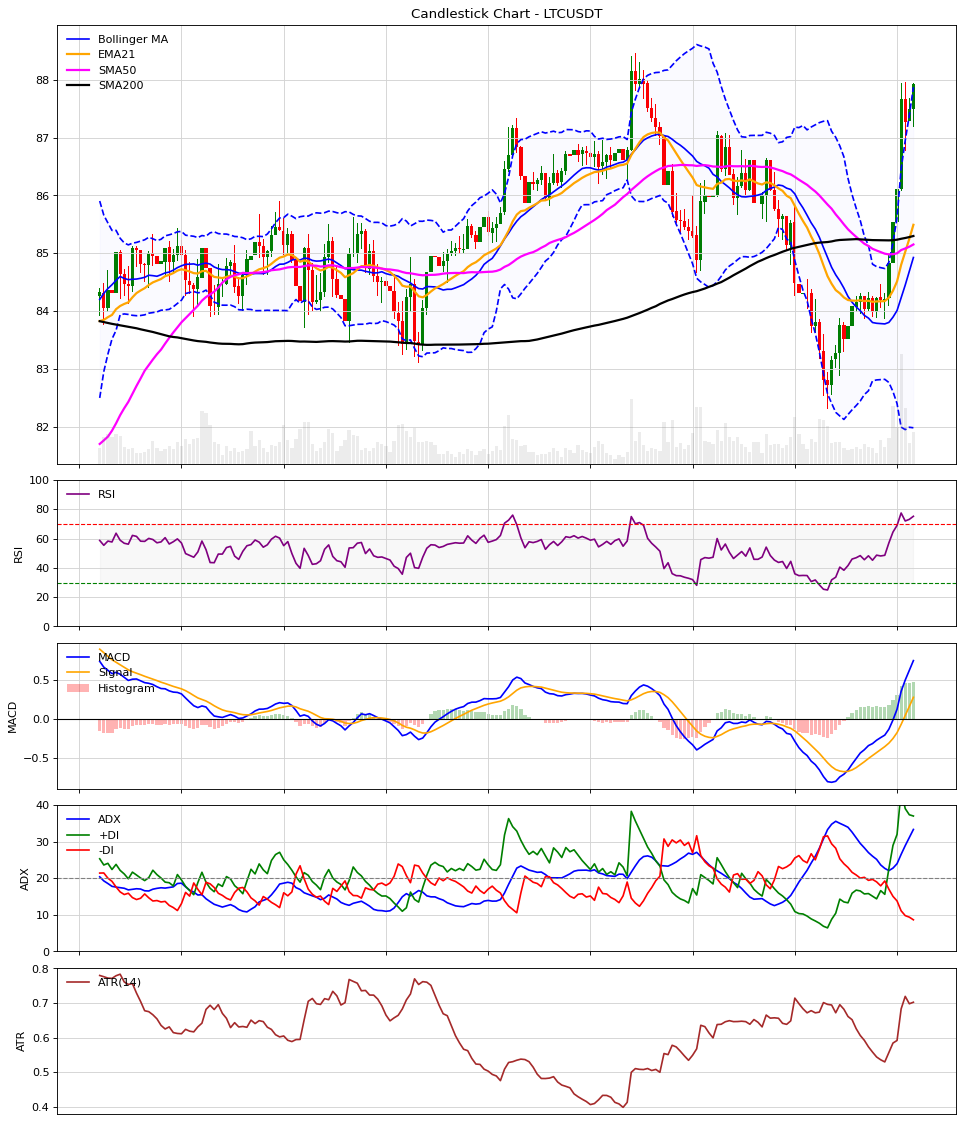 Candlestick Chart - LTCUSDT
Bollinger MA
EMA21
SMA50
SMA200
88
87
86
85
84
83
82
RSI
RSI
100
80
60
40
20
0
MACD
Signal
Histogram
MACD
0.5
0.0
−0.5
ADX
+DI
-DI
ADX
40
30
20
10
0
ATR(14)
ATR
0.8
0.7
0.6
0.5
0.4